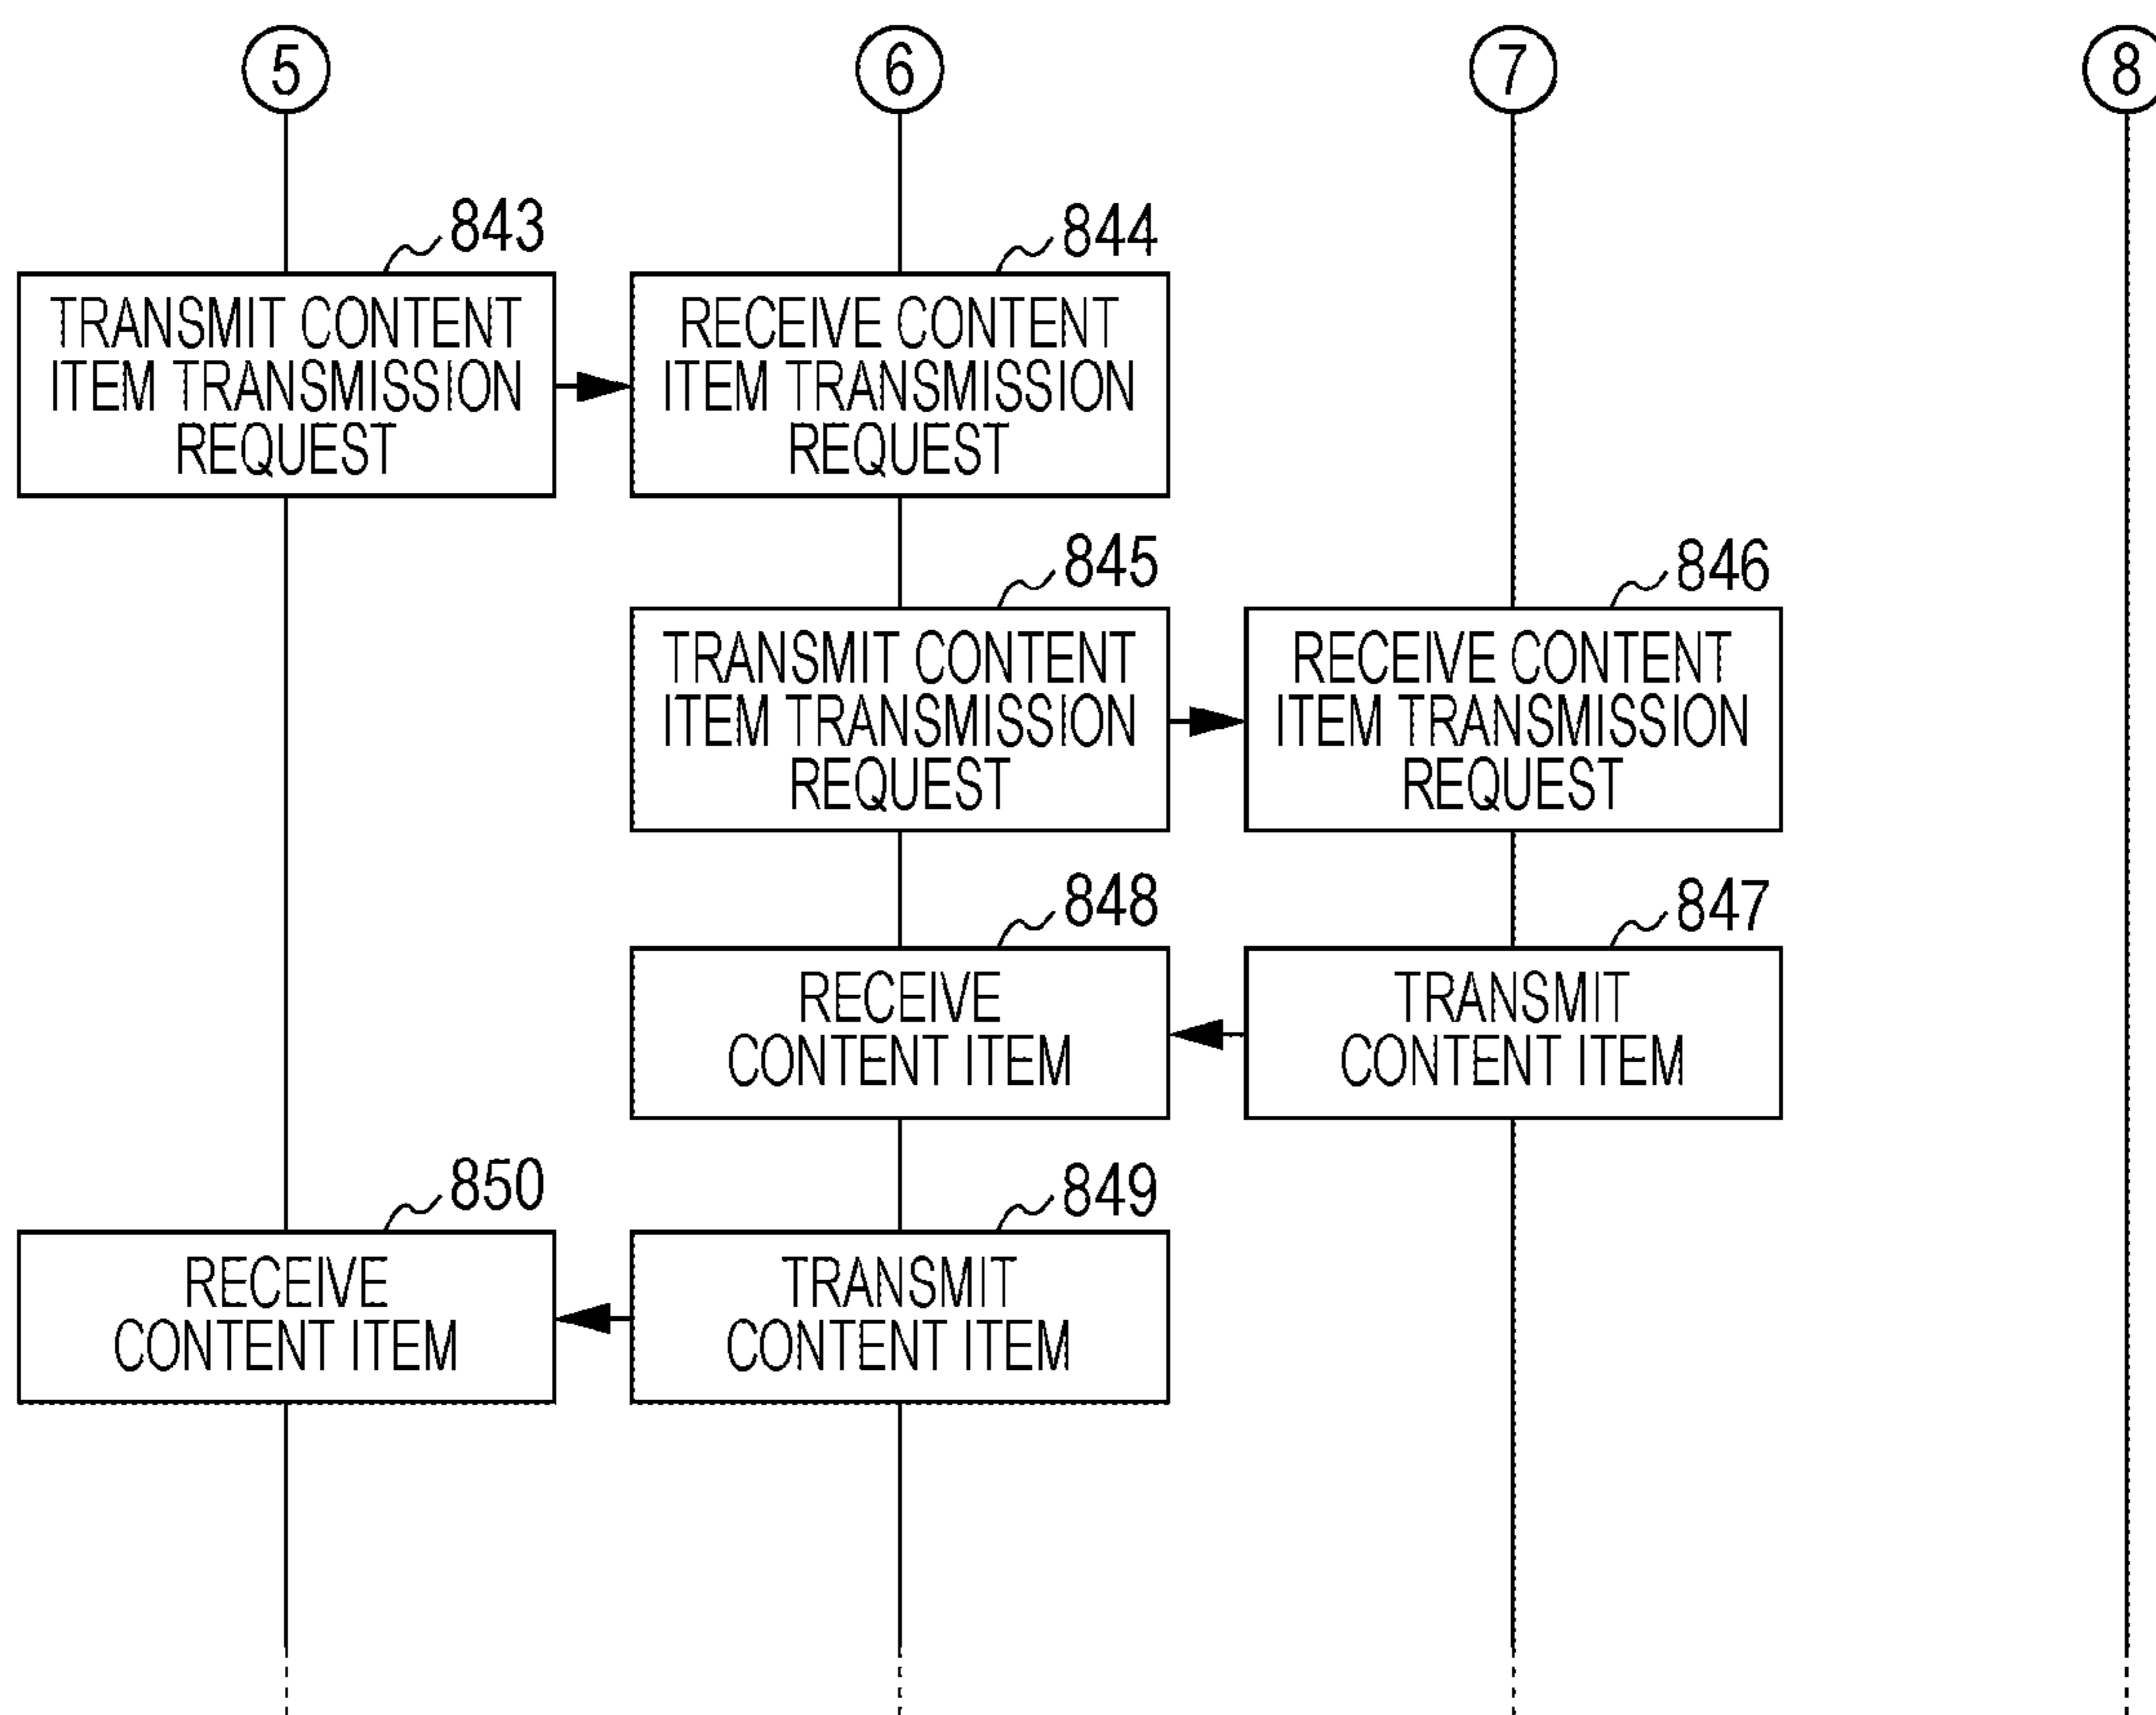 5
6
7
8
843
844
TRANSMIT CONTENT
ITEM TRANSMISSION
REQUEST
RECEIVE CONTENT
ITEM TRANSMISSION
REQUEST
845
846
TRANSMIT CONTENT
ITEM TRANSMISSION
REQUEST
RECEIVE CONTENT
ITEM TRANSMISSION
REQUEST
848
847
RECEIVE
CONTENT ITEM
TRANSMIT
CONTENT ITEM
850
849
RECEIVE
CONTENT ITEM
TRANSMIT
CONTENT ITEM